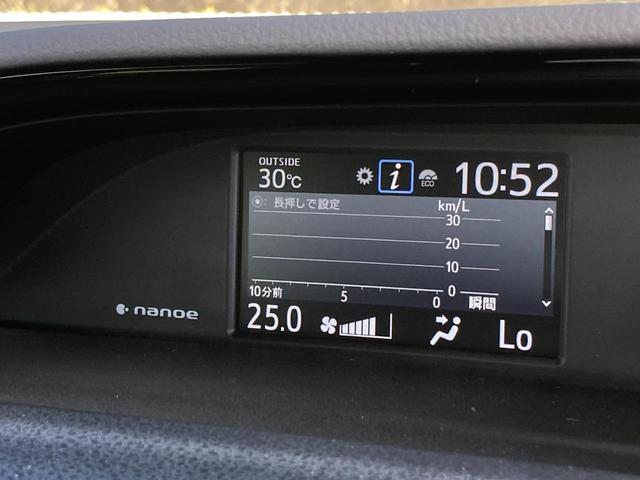 OUTSIDE
30℃
i
ECO
10:52
: 長押しで設定
km/L
30
20
10
0
10分前
5
0
瞬間
nanoe
25.0
Lo